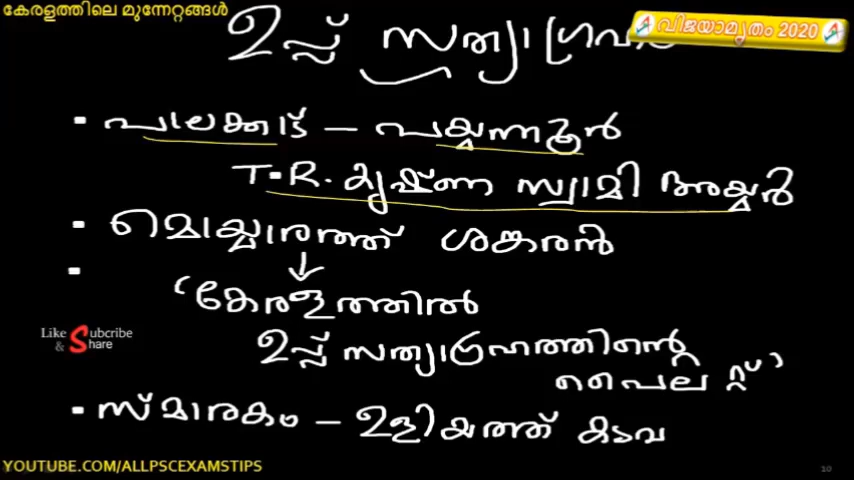 കേരളത്തിലെ മുന്നേറ്റങ്ങൾ
വിജയാമൃതം 2020
ഉപ്പ് സത്യാഗ്രഹം
പാലക്കാട് – പയ്യന്നൂർ
T.R. കൃഷ്ണ സ്വാമി അയ്യർ
മൊയ്യാരത്ത് ശങ്കരൻ
'കേരളത്തിൽ
ഉപ്പ് സത്യാഗ്രഹത്തിന്റെ
പൈലറ്റ്'
Like Subcribe
& Share
സ്മാരകം – ഉളിയത്ത് കടവ
YOUTUBE.COM/ALLPSCEXAMSTIPS
10